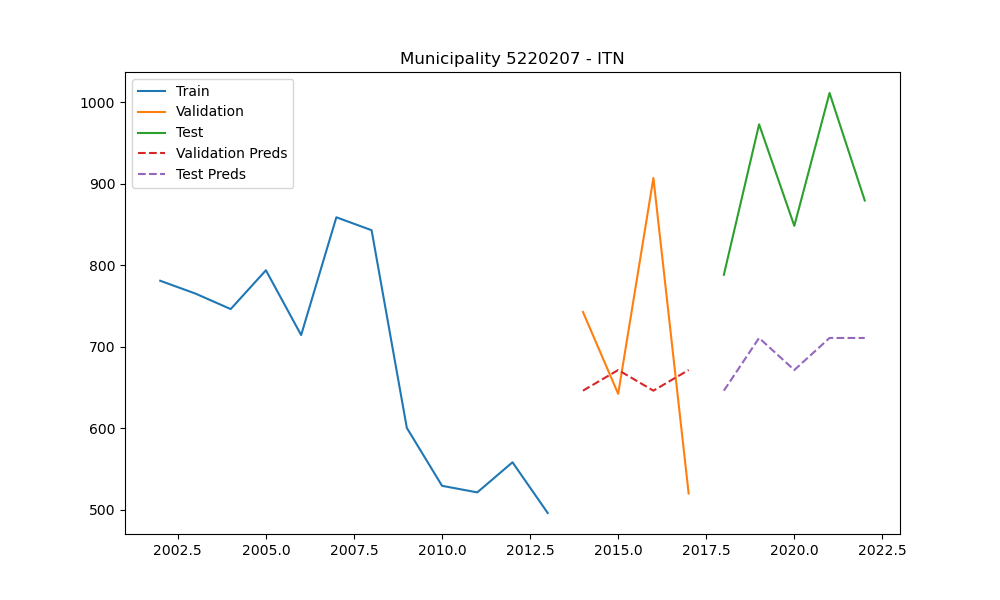 Municipality 5220207 - ITN
Train
Validation
Test
Validation Preds
Test Preds
1000
900
800
700
600
500
2002.5 2005.0 2007.5 2010.0 2012.5 2015.0 2017.5 2020.0 2022.5